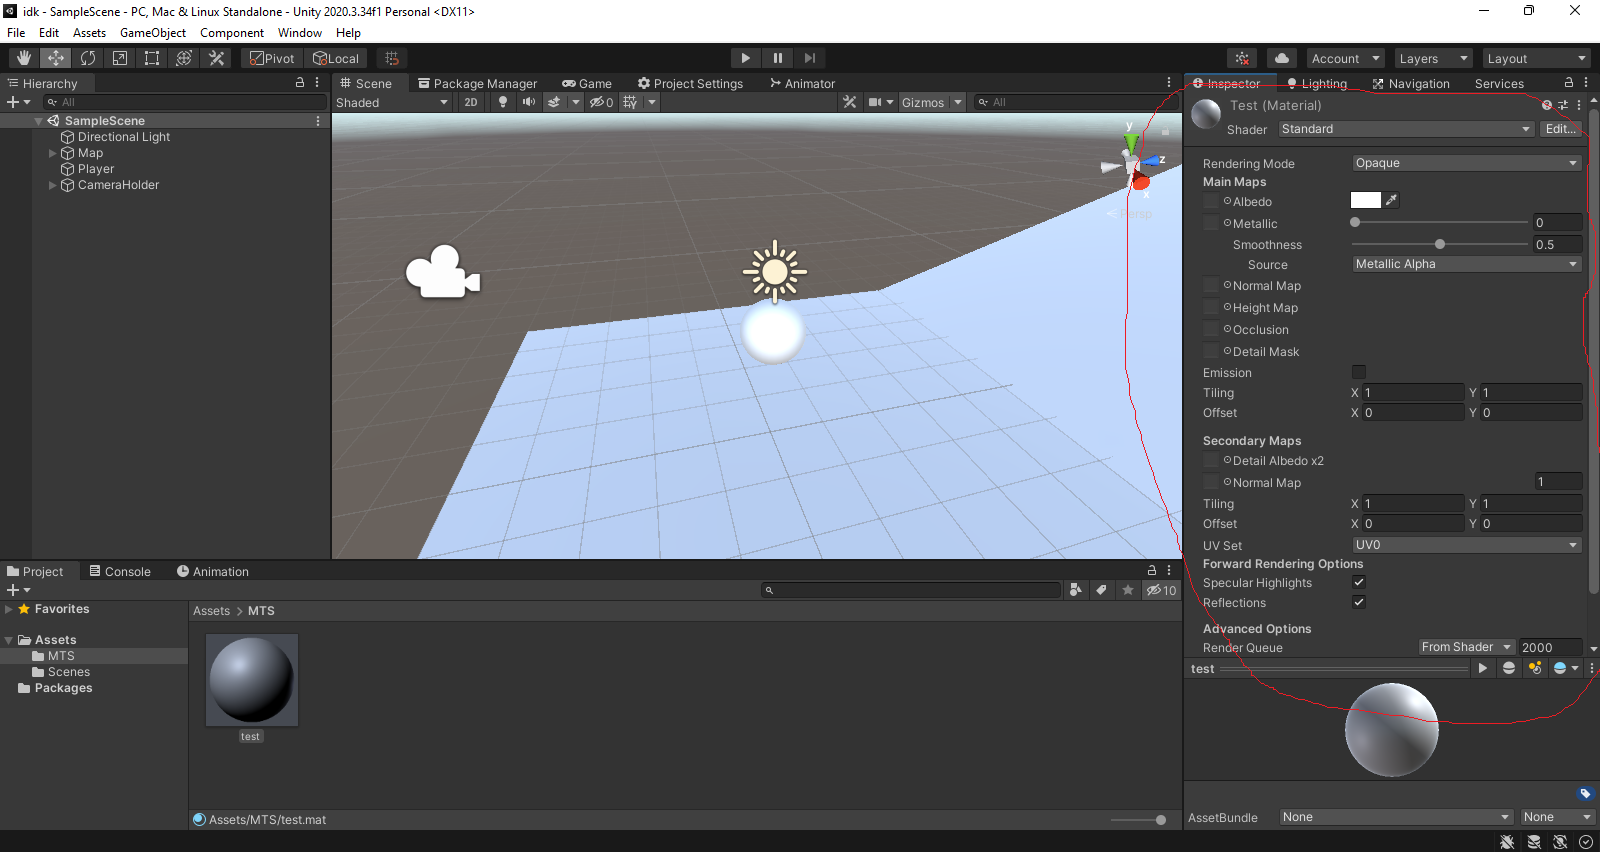 idk - SampleScene - PC, Mac & Linux Standalone - Unity 2020.3.34f1 Personal <DX11>
File Edit Assets GameObject Component Window Help
Pivot Local Account Layers Layout
Hierarchy
All
SampleScene
Directional Light
Map
Player
CameraHolder
Scene Package Manager Game Project Settings Animator
Shaded 2D 0 Gizmos All
y
z
x
Persp
Inspector Lighting Navigation Services
Test (Material)
Shader Standard Edit...
Rendering Mode Opaque
Main Maps
Albedo
Metallic 0
Smoothness 0.5
Source Metallic Alpha
Normal Map
Height Map
Occlusion
Detail Mask
Emission
Tiling X 1 Y 1
Offset X 0 Y 0
Secondary Maps
Detail Albedo x2
Normal Map 1
Tiling X 1 Y 1
Offset X 0 Y 0
UV Set UV0
Forward Rendering Options
Specular Highlights
Reflections
Advanced Options
Render Queue From Shader 2000
test
AssetBundle None None
Project Console Animation
10
Favorites
Assets
MTS
Scenes
Packages
Assets > MTS
test
Assets/MTS/test.mat